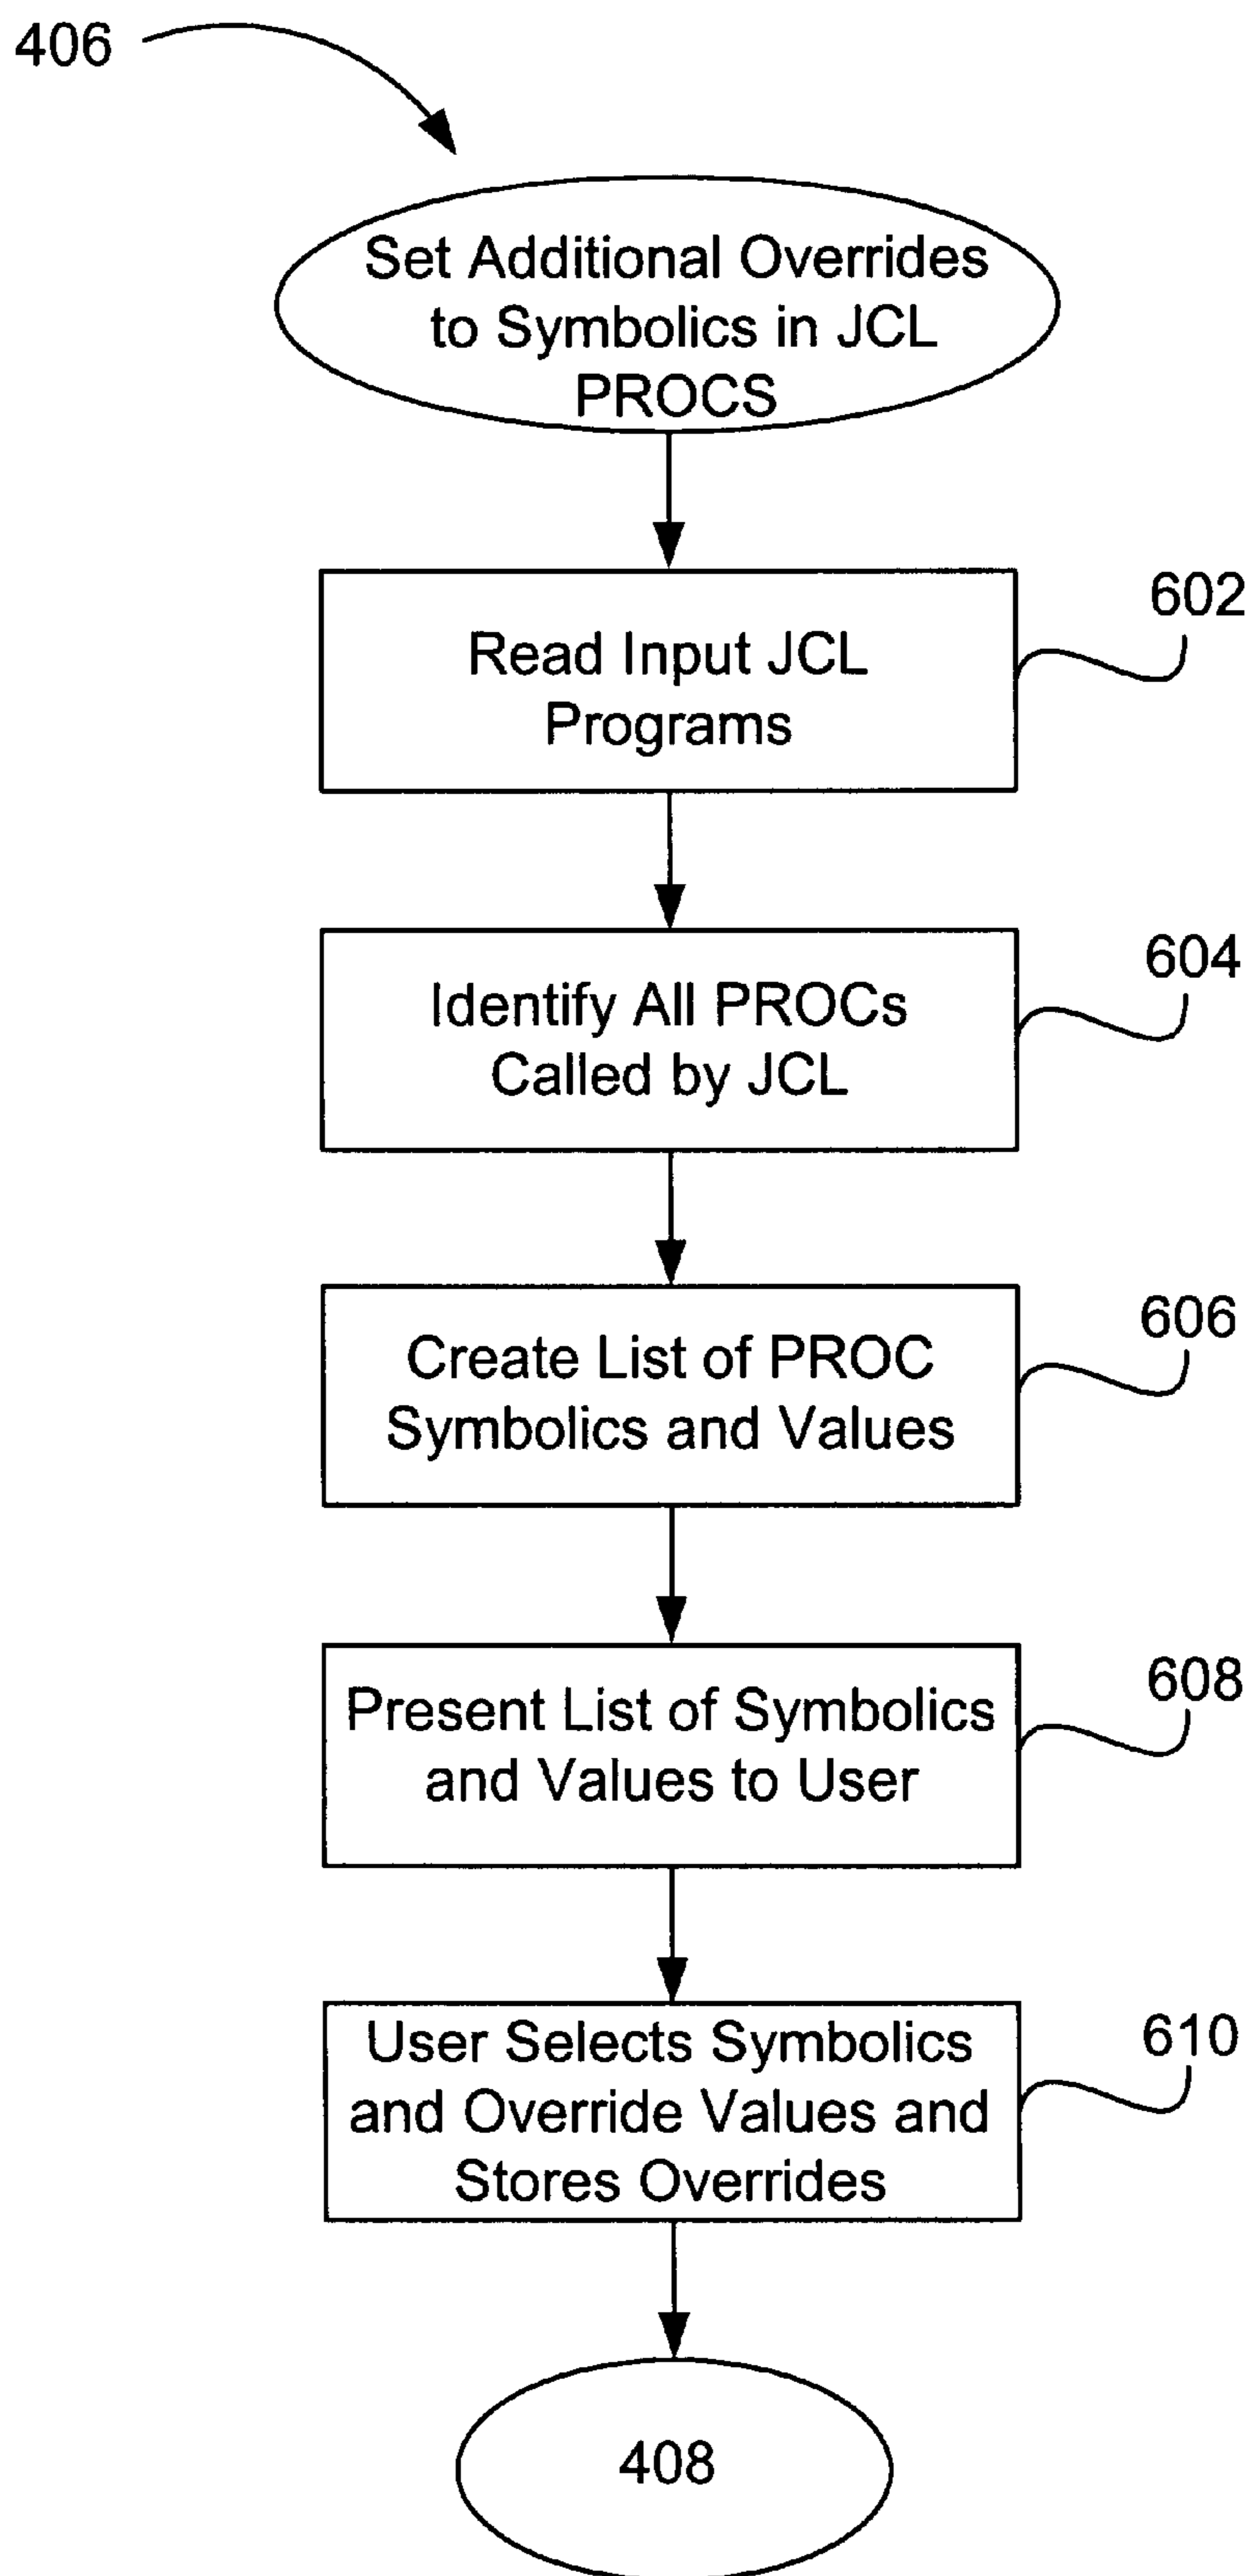 406
Set Additional Overrides
to Symbolics in JCL
PROCS
602
Read Input JCL
Programs
604
Identify All PROCs
Called by JCL
606
Create List of PROC
Symbolics and Values
608
Present List of Symbolics
and Values to User
610
User Selects Symbolics
and Override Values and
Stores Overrides
408